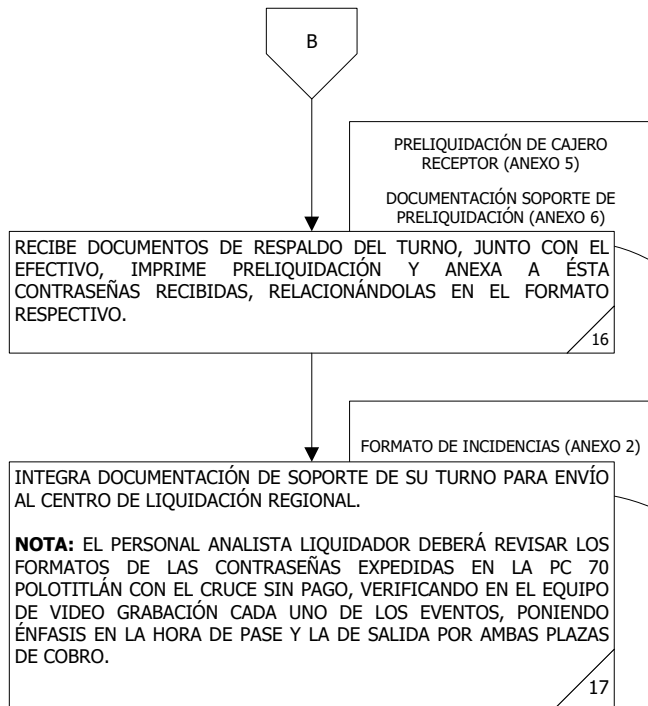 B
PRELIQUIDACIÓN DE CAJERO
RECEPTOR (ANEXO 5)
DOCUMENTACIÓN SOPORTE DE
PRELIQUIDACIÓN (ANEXO 6)
RECIBE DOCUMENTOS DE RESPALDO DEL TURNO, JUNTO CON EL
EFECTIVO, IMPRIME PRELIQUIDACIÓN Y ANEXA A ÉSTA
CONTRASEÑAS RECIBIDAS, RELACIONÁNDOLAS EN EL FORMATO
RESPECTIVO.
16
FORMATO DE INCIDENCIAS (ANEXO 2)
INTEGRA DOCUMENTACIÓN DE SOPORTE DE SU TURNO PARA ENVÍO
AL CENTRO DE LIQUIDACIÓN REGIONAL.
NOTA: EL PERSONAL ANALISTA LIQUIDADOR DEBERÁ REVISAR LOS
FORMATOS DE LAS CONTRASEÑAS EXPEDIDAS EN LA PC 70
POLOTITLÁN CON EL CRUCE SIN PAGO, VERIFICANDO EN EL EQUIPO
DE VIDEO GRABACIÓN CADA UNO DE LOS EVENTOS, PONIENDO
ÉNFASIS EN LA HORA DE PASE Y LA DE SALIDA POR AMBAS PLAZAS
DE COBRO.
17